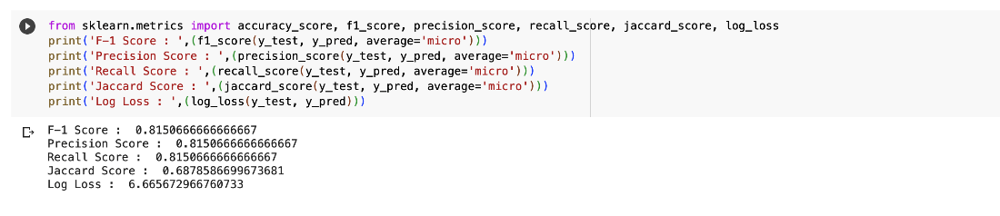 from sklearn.metrics import accuracy_score, f1_score, precision_score, recall_score, jaccard_score, log_loss
print('F-1 Score : ',(f1_score(y_test, y_pred, average='micro')))
print('Precision Score : ',(precision_score(y_test, y_pred, average='micro')))
print('Recall Score : ',(recall_score(y_test, y_pred, average='micro')))
print('Jaccard Score : ',(jaccard_score(y_test, y_pred, average='micro')))
print('Log Loss : ',(log_loss(y_test, y_pred)))
F-1 Score :  0.8150666666666667
Precision Score :  0.8150666666666667
Recall Score :  0.8150666666666667
Jaccard Score :  0.6878586699673681
Log Loss :  6.665672966760733